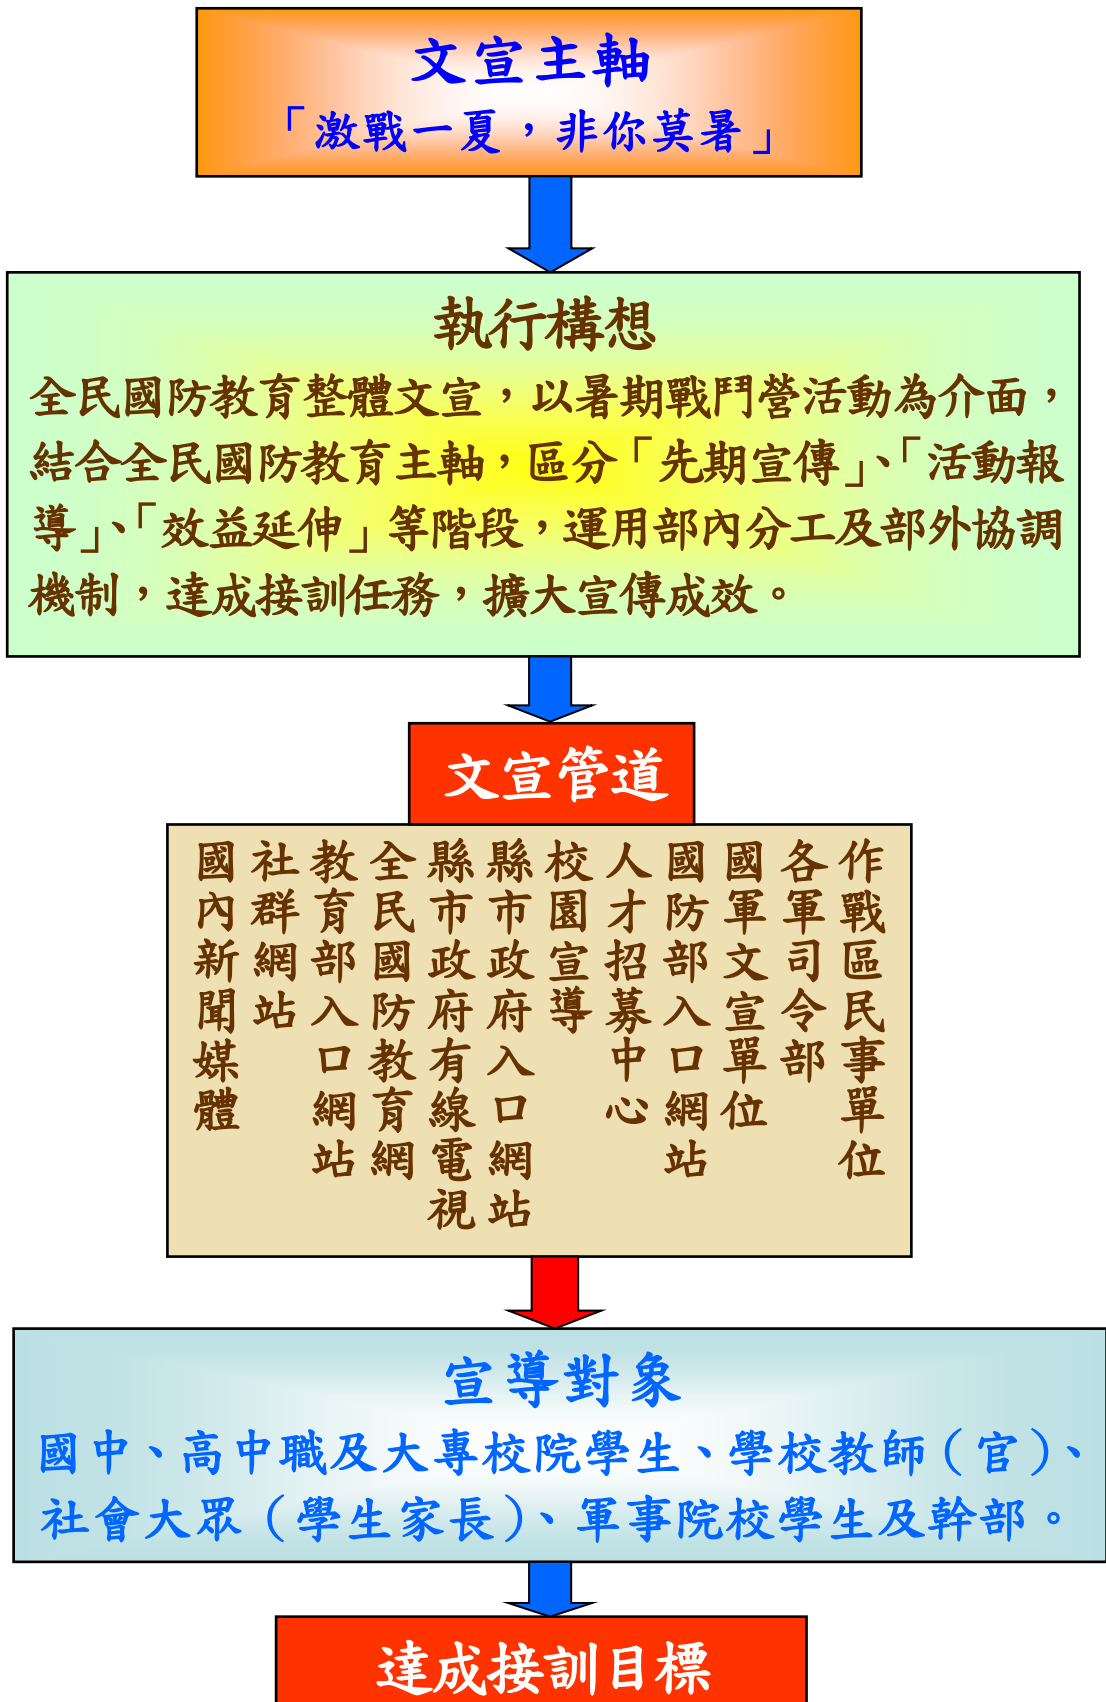 文宣主軸
「激戰一夏，非你莫暑」
執行構想
全民國防教育整體文宣，以暑期戰鬥營活動為介面，
結合全民國防教育主軸，區分「先期宣傳」、「活動報
導」、「效益延伸」等階段，運用部內分工及部外協調
機制，達成接訓任務，擴大宣傳成效。
文宣管道
作戰區民事單位
各軍司令部
國軍文宣單位
國防部入口網站
人才招募中心
校園宣導
縣市政府入口網站
縣市政府有線電視
全民國防教育網
教育部入口網站
社群網站
國內新聞媒體
宣導對象
國中、高中職及大專校院學生、學校教師（官）、
社會大眾（學生家長）、軍事院校學生及幹部。
達成接訓目標